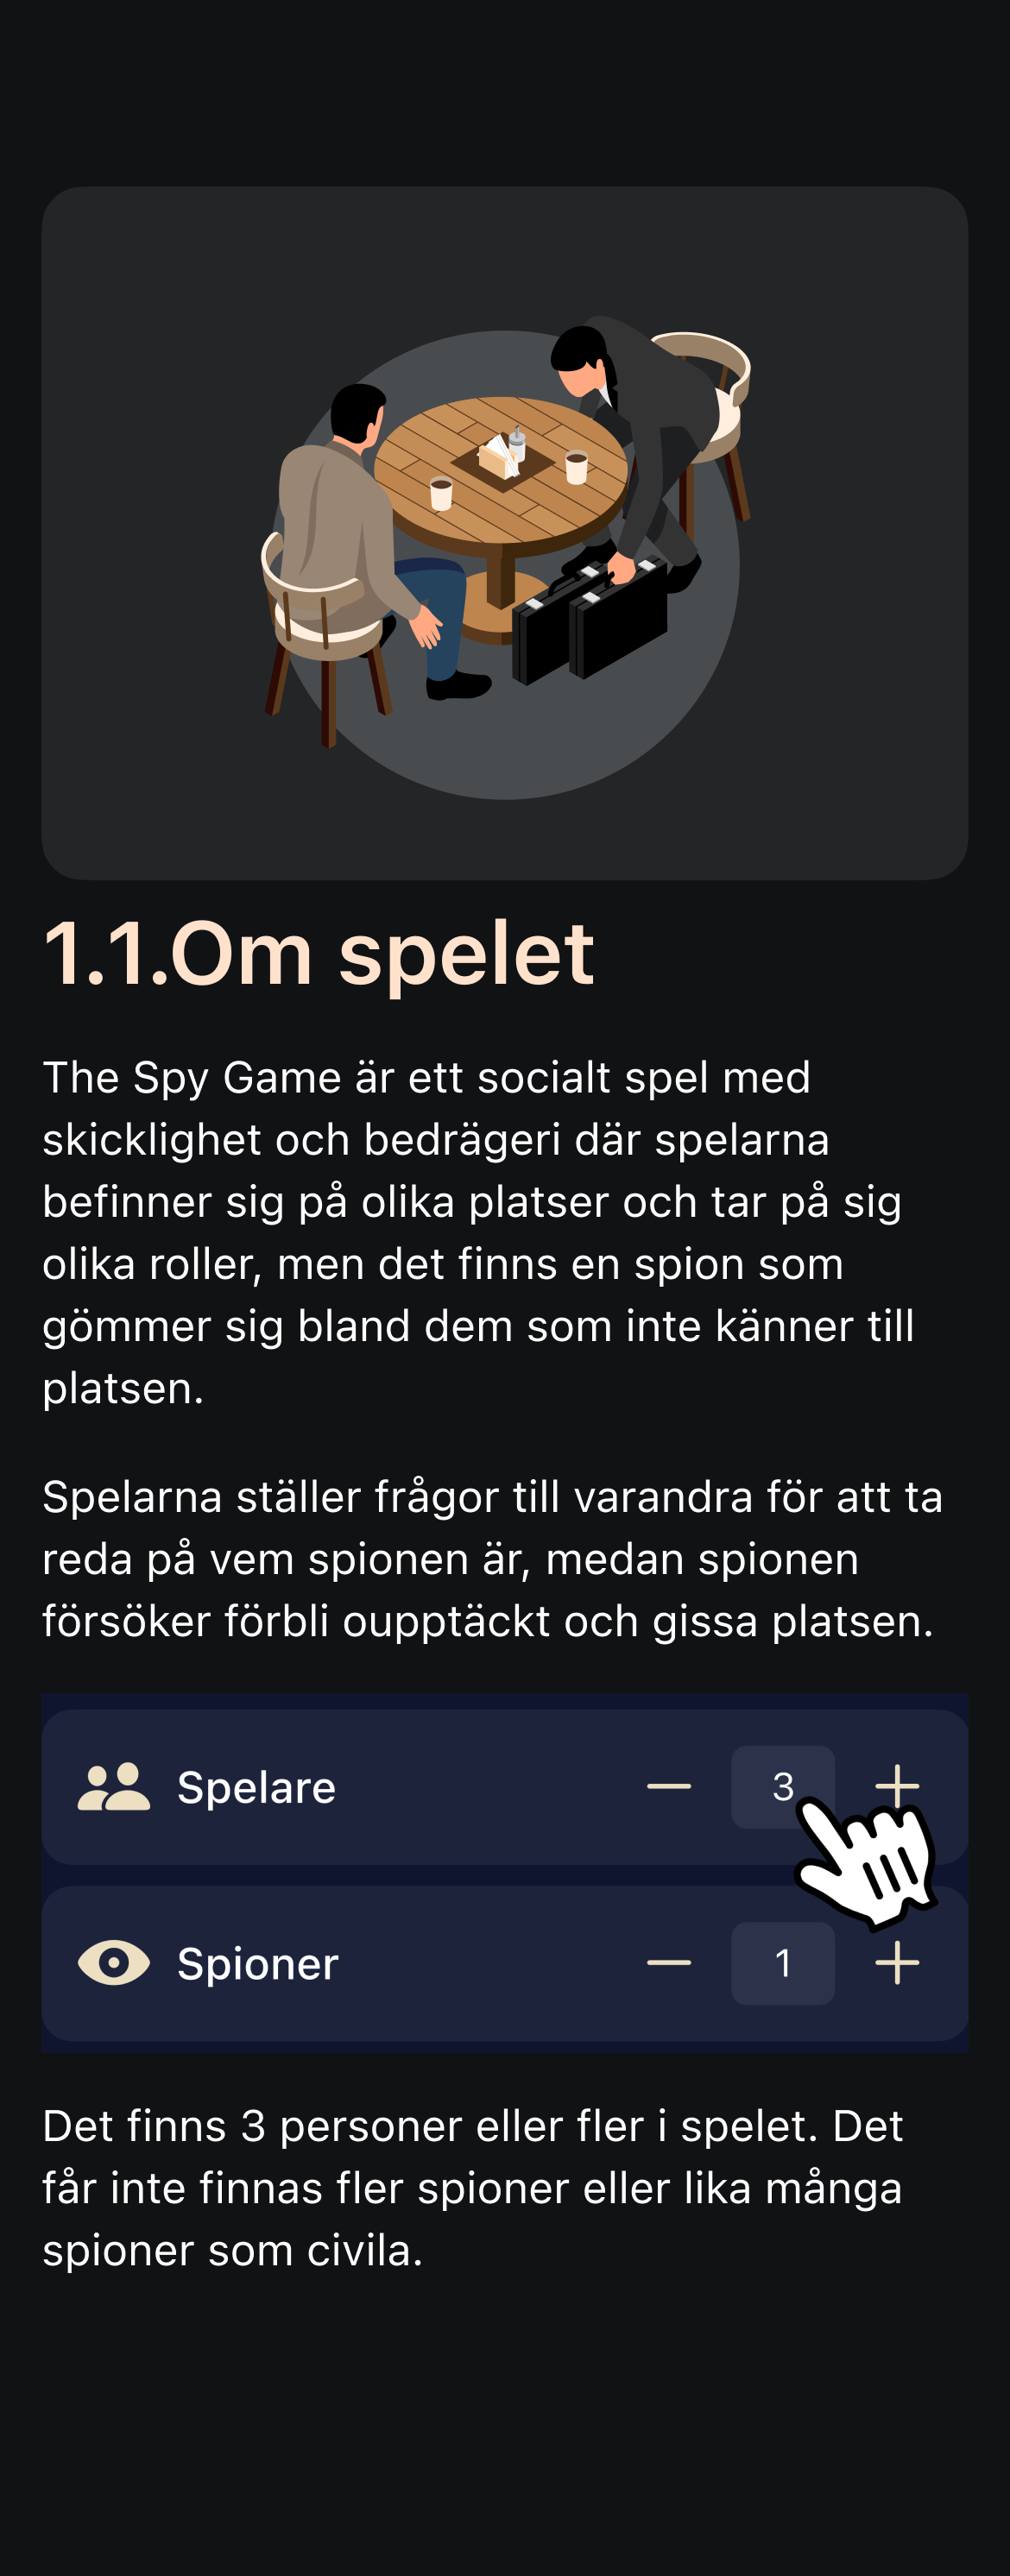 1.1.Om spelet
The Spy Game är ett socialt spel med
skicklighet och bedrägeri där spelarna
befinner sig på olika platser och tar på sig
olika roller, men det finns en spion som
gömmer sig bland dem som inte känner till
platsen.
Spelarna ställer frågor till varandra för att ta
reda på vem spionen är, medan spionen
försöker förbli oupptäckt och gissa platsen.
Spelare — 3 +
Spioner — 1 +
Det finns 3 personer eller fler i spelet. Det
får inte finnas fler spioner eller lika många
spioner som civila.